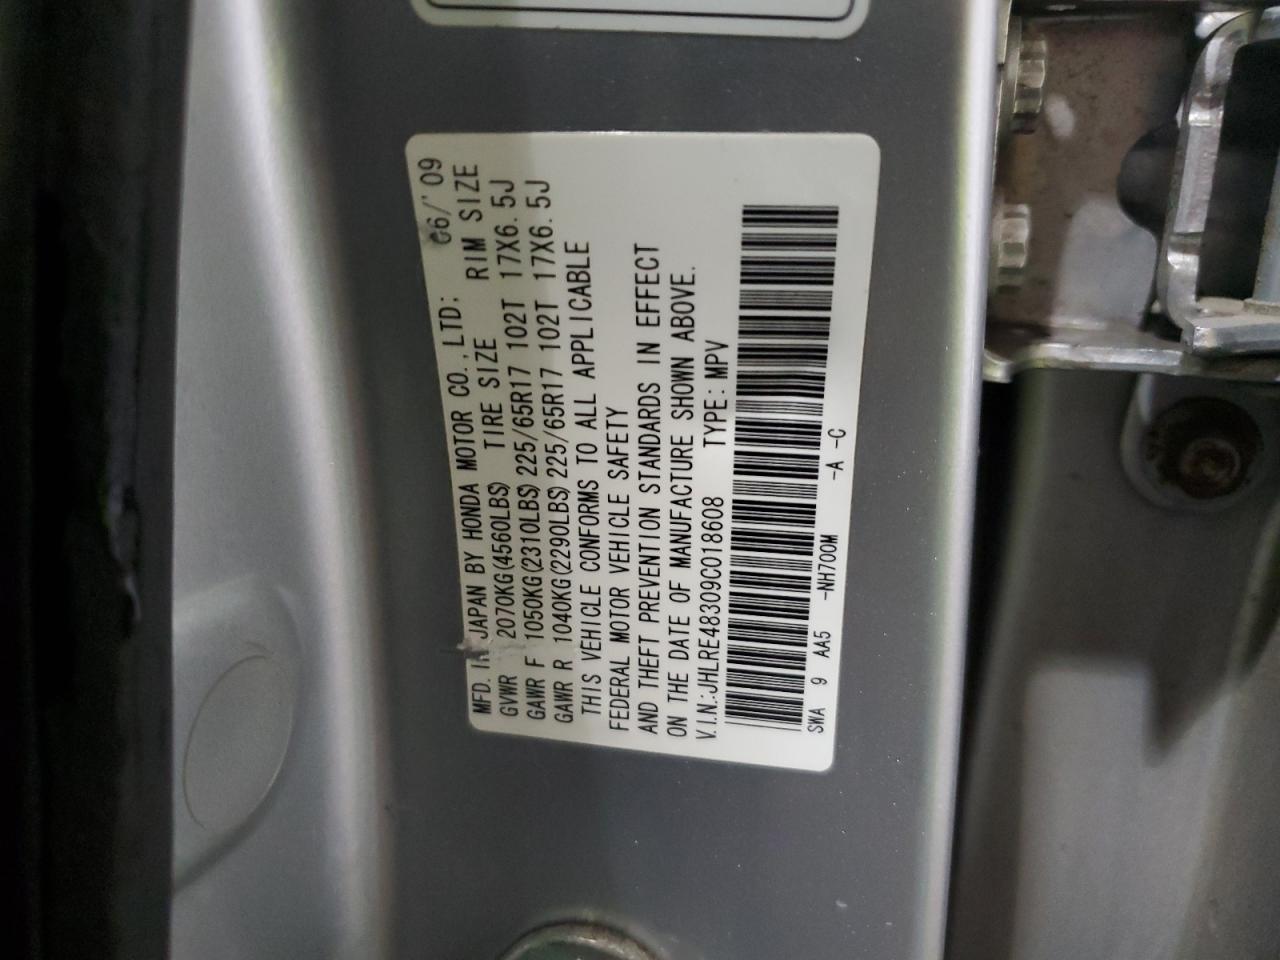 MFD. IN JAPAN BY HONDA MOTOR CO.,LTD: 06/'09
GVWR 2070KG(4560LBS) TIRE SIZE RIM SIZE
GAWR F 1050KG(2310LBS) 225/65R17 102T 17X6.5J
GAWR R 1040KG(2290LBS) 225/65R17 102T 17X6.5J
THIS VEHICLE CONFORMS TO ALL APPLICABLE
FEDERAL MOTOR VEHICLE SAFETY
AND THEFT PREVENTION STANDARDS IN EFFECT
ON THE DATE OF MANUFACTURE SHOWN ABOVE.
V.I.N.:JHLRE48309C018608 TYPE: MPV
SWA 9 AA5 -NH700M -A -C